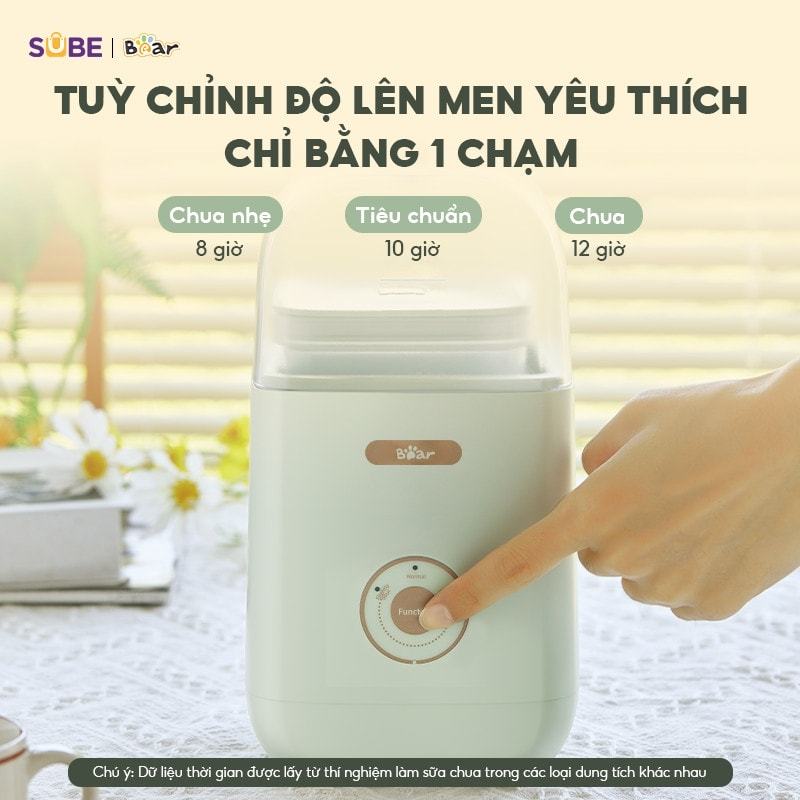 SUBE | Bear
TUỲ CHỈNH ĐỘ LÊN MEN YÊU THÍCH
CHỈ BẰNG 1 CHẠM
Chua nhẹ Tiêu chuẩn Chua
8 giờ 10 giờ 12 giờ
Bear
Normal
Chú ý: Dữ liệu thời gian được lấy từ thí nghiệm làm sữa chua trong các loại dung tích khác nhau